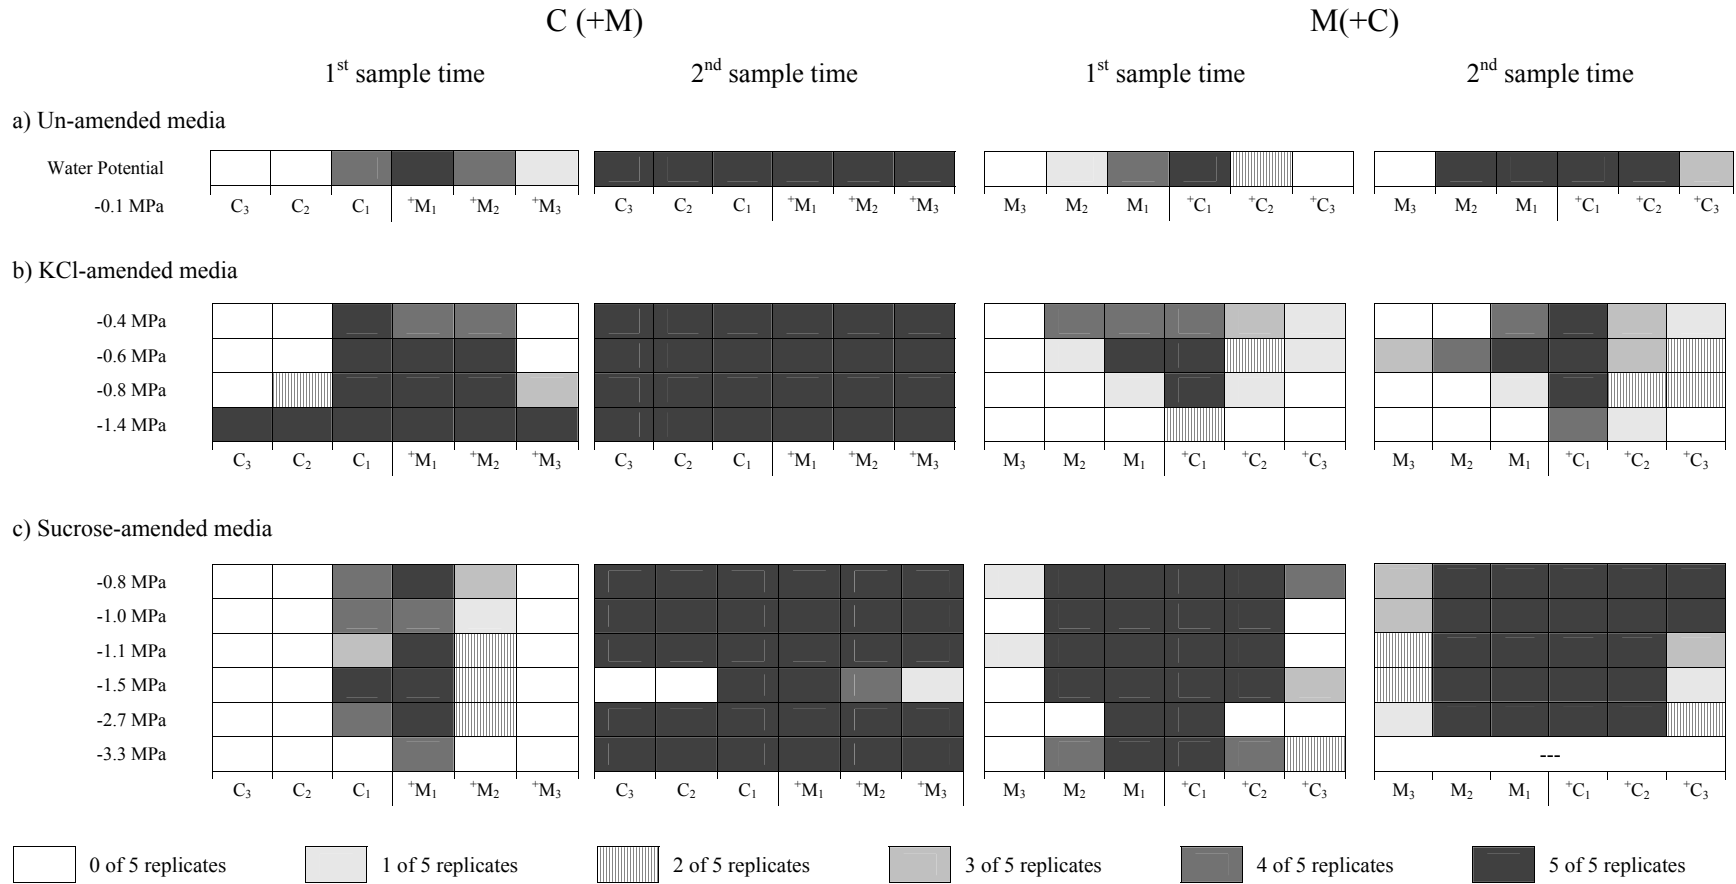 C (+M) M(+C)
1st sample time 2nd sample time 1st sample time 2nd sample time
a) Un-amended media
Water Potential
-0.1 MPa C3 C2 C1 +M1 +M2 +M3 C3 C2 C1 +M1 +M2 +M3 M3 M2 M1 +C1 +C2 +C3 M3 M2 M1 +C1 +C2 +C3
b) KCl-amended media
-0.4 MPa
-0.6 MPa
-0.8 MPa
-1.4 MPa
C3 C2 C1 +M1 +M2 +M3 C3 C2 C1 +M1 +M2 +M3 M3 M2 M1 +C1 +C2 +C3 M3 M2 M1 +C1 +C2 +C3
c) Sucrose-amended media
-0.8 MPa
-1.0 MPa
-1.1 MPa
-1.5 MPa
-2.7 MPa
-3.3 MPa ---
C3 C2 C1 +M1 +M2 +M3 C3 C2 C1 +M1 +M2 +M3 M3 M2 M1 +C1 +C2 +C3 M3 M2 M1 +C1 +C2 +C3
0 of 5 replicates 1 of 5 replicates 2 of 5 replicates 3 of 5 replicates 4 of 5 replicates 5 of 5 replicates